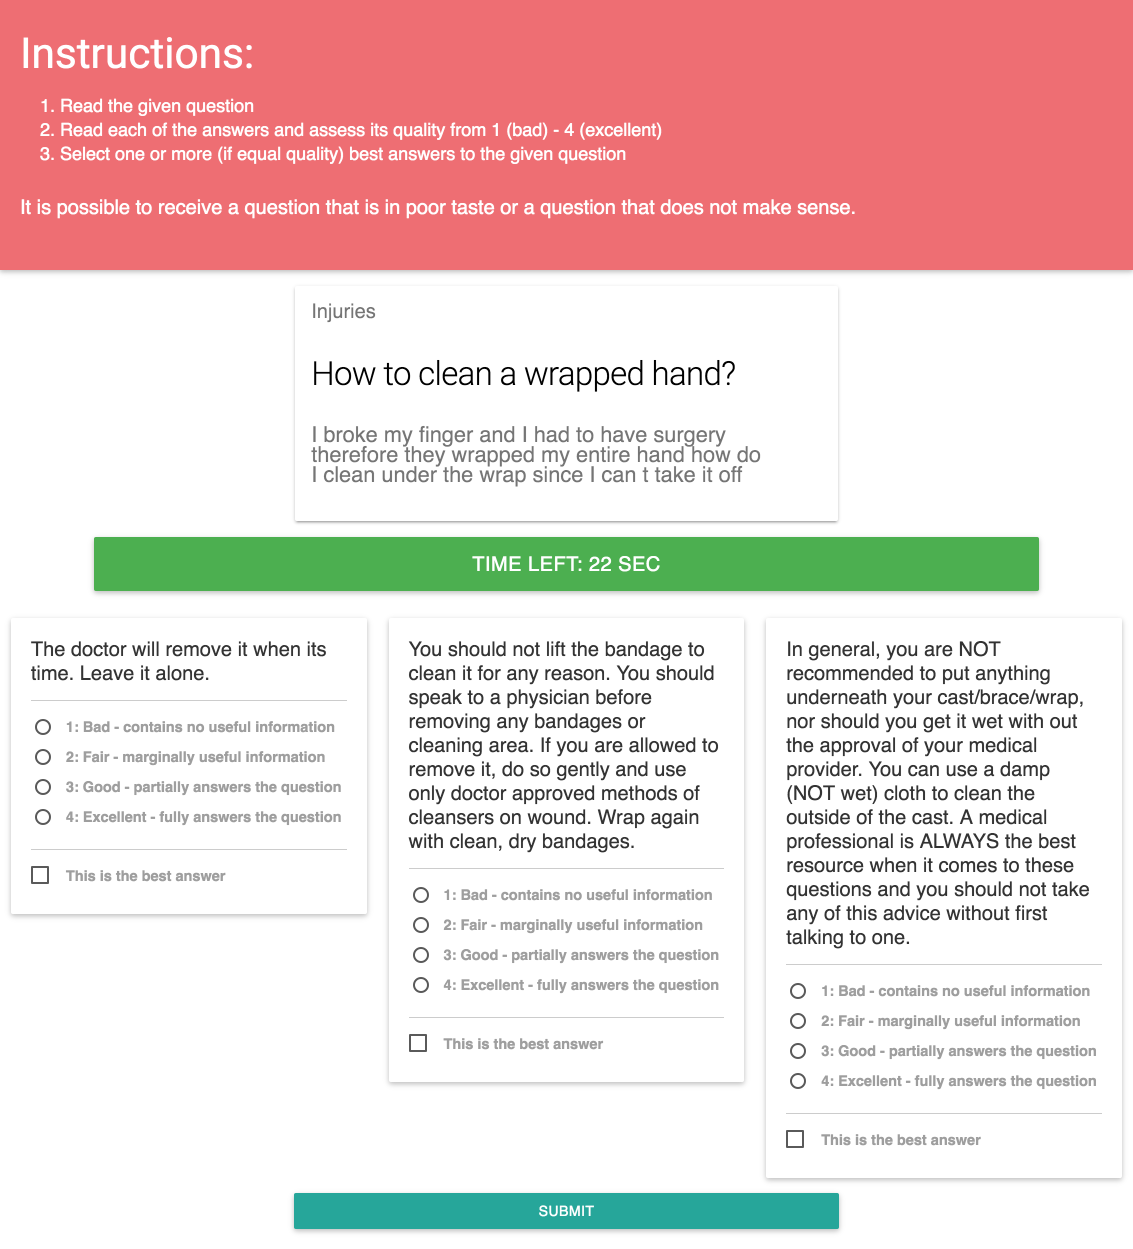 Instructions:
1. Read the given question
2. Read each of the answers and assess its quality from 1 (bad) - 4 (excellent)
3. Select one or more (if equal quality) best answers to the given question
It is possible to receive a question that is in poor taste or a question that does not make sense.
Injuries
How to clean a wrapped hand?
I broke my finger and I had to have surgery
therefore they wrapped my entire hand how do
I clean under the wrap since I can t take it off
TIME LEFT: 22 SEC
The doctor will remove it when its
time. Leave it alone.
1: Bad - contains no useful information
2: Fair - marginally useful information
3: Good - partially answers the question
4: Excellent - fully answers the question
This is the best answer
You should not lift the bandage to
clean it for any reason. You should
speak to a physician before
removing any bandages or
cleaning area. If you are allowed to
remove it, do so gently and use
only doctor approved methods of
cleansers on wound. Wrap again
with clean, dry bandages.
1: Bad - contains no useful information
2: Fair - marginally useful information
3: Good - partially answers the question
4: Excellent - fully answers the question
This is the best answer
In general, you are NOT
recommended to put anything
underneath your cast/brace/wrap,
nor should you get it wet with out
the approval of your medical
provider. You can use a damp
(NOT wet) cloth to clean the
outside of the cast. A medical
professional is ALWAYS the best
resource when it comes to these
questions and you should not take
any of this advice without first
talking to one.
1: Bad - contains no useful information
2: Fair - marginally useful information
3: Good - partially answers the question
4: Excellent - fully answers the question
This is the best answer
SUBMIT